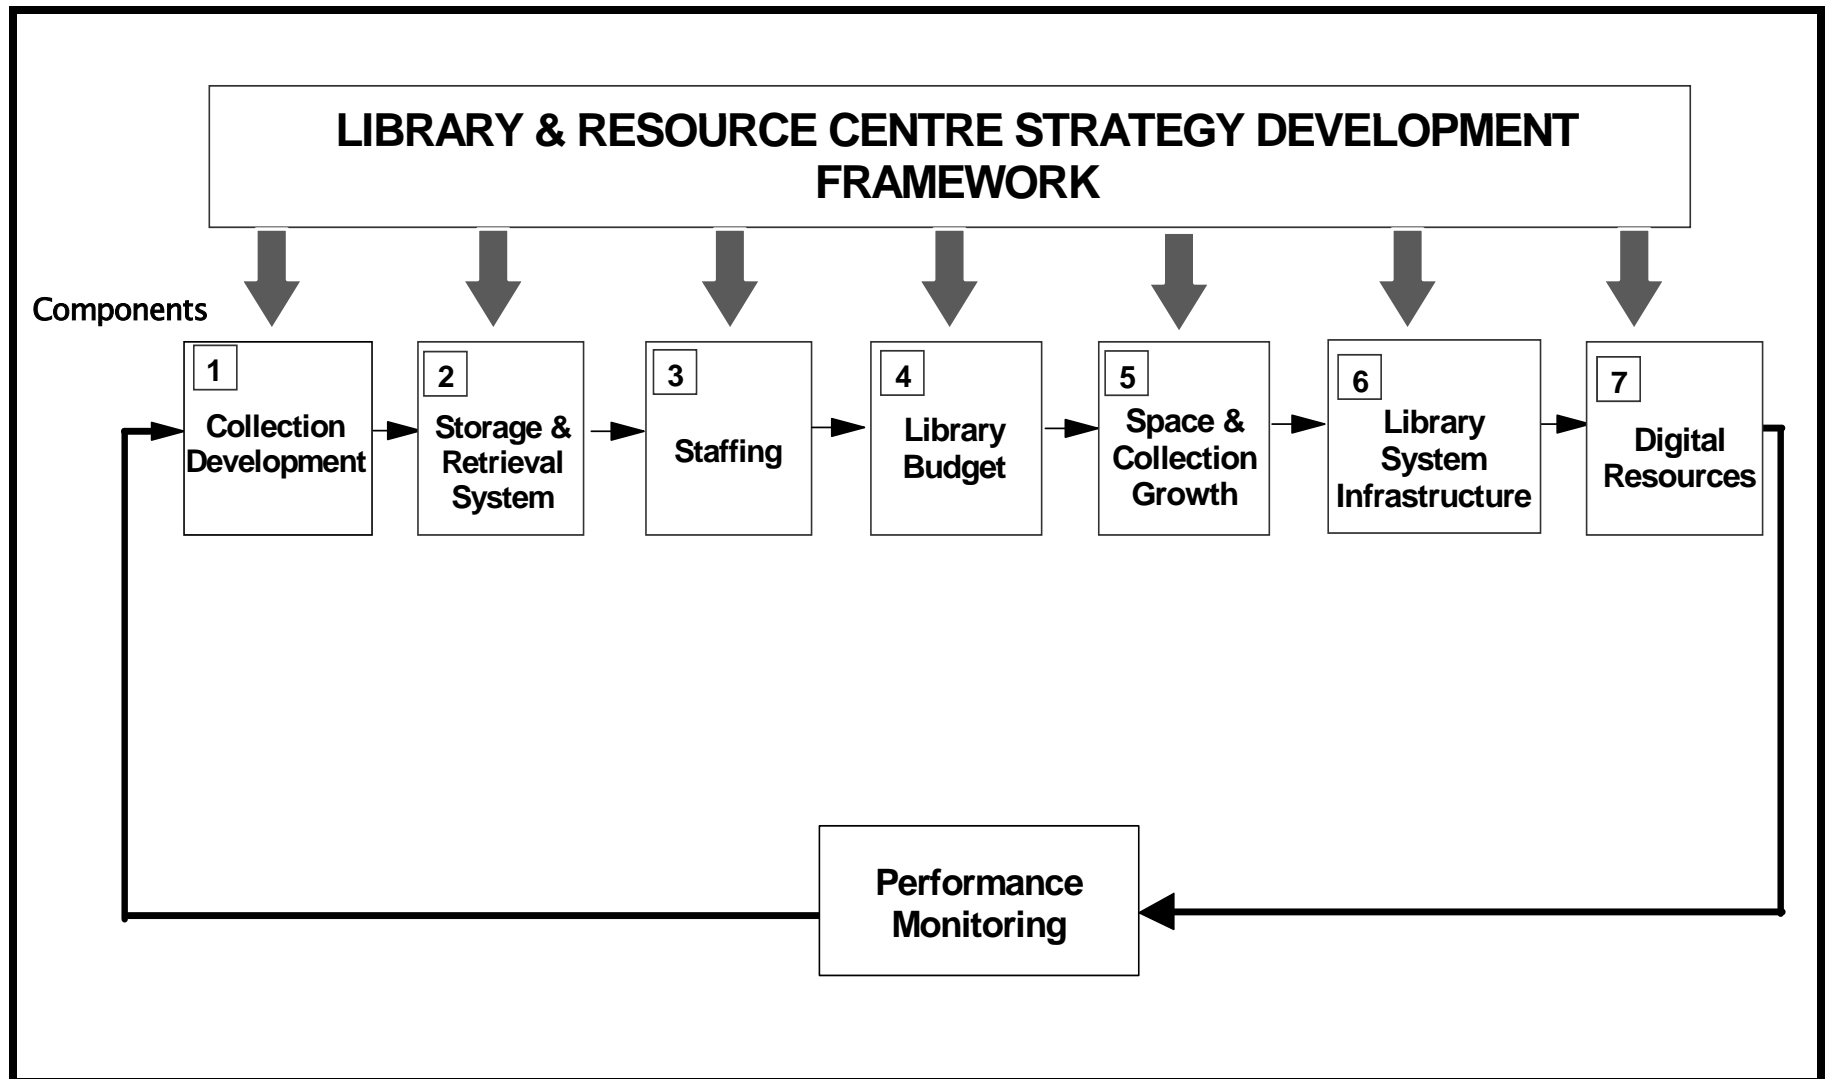 LIBRARY & RESOURCE CENTRE STRATEGY DEVELOPMENT
FRAMEWORK
Components
1
Collection
Development
2
Storage &
Retrieval
System
3
Staffing
4
Library
Budget
5
Space &
Collection
Growth
6
Library
System
Infrastructure
7
Digital
Resources
Performance
Monitoring